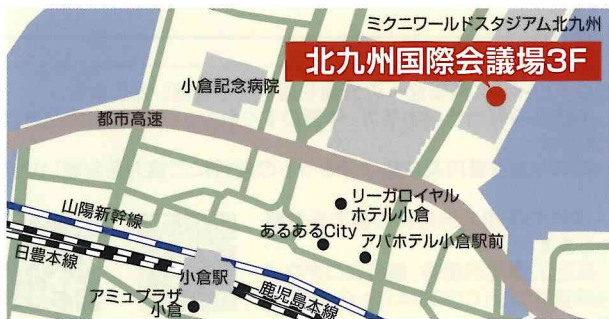 ミクニワールドスタジアム北九州
北九州国際会議場3F
小倉記念病院
都市高速
リーガロイヤル
ホテル小倉
山陽新幹線
あるあるCity
アパホテル小倉駅前
日豊本線
小倉駅
鹿児島本線
アミュプラザ
小倉